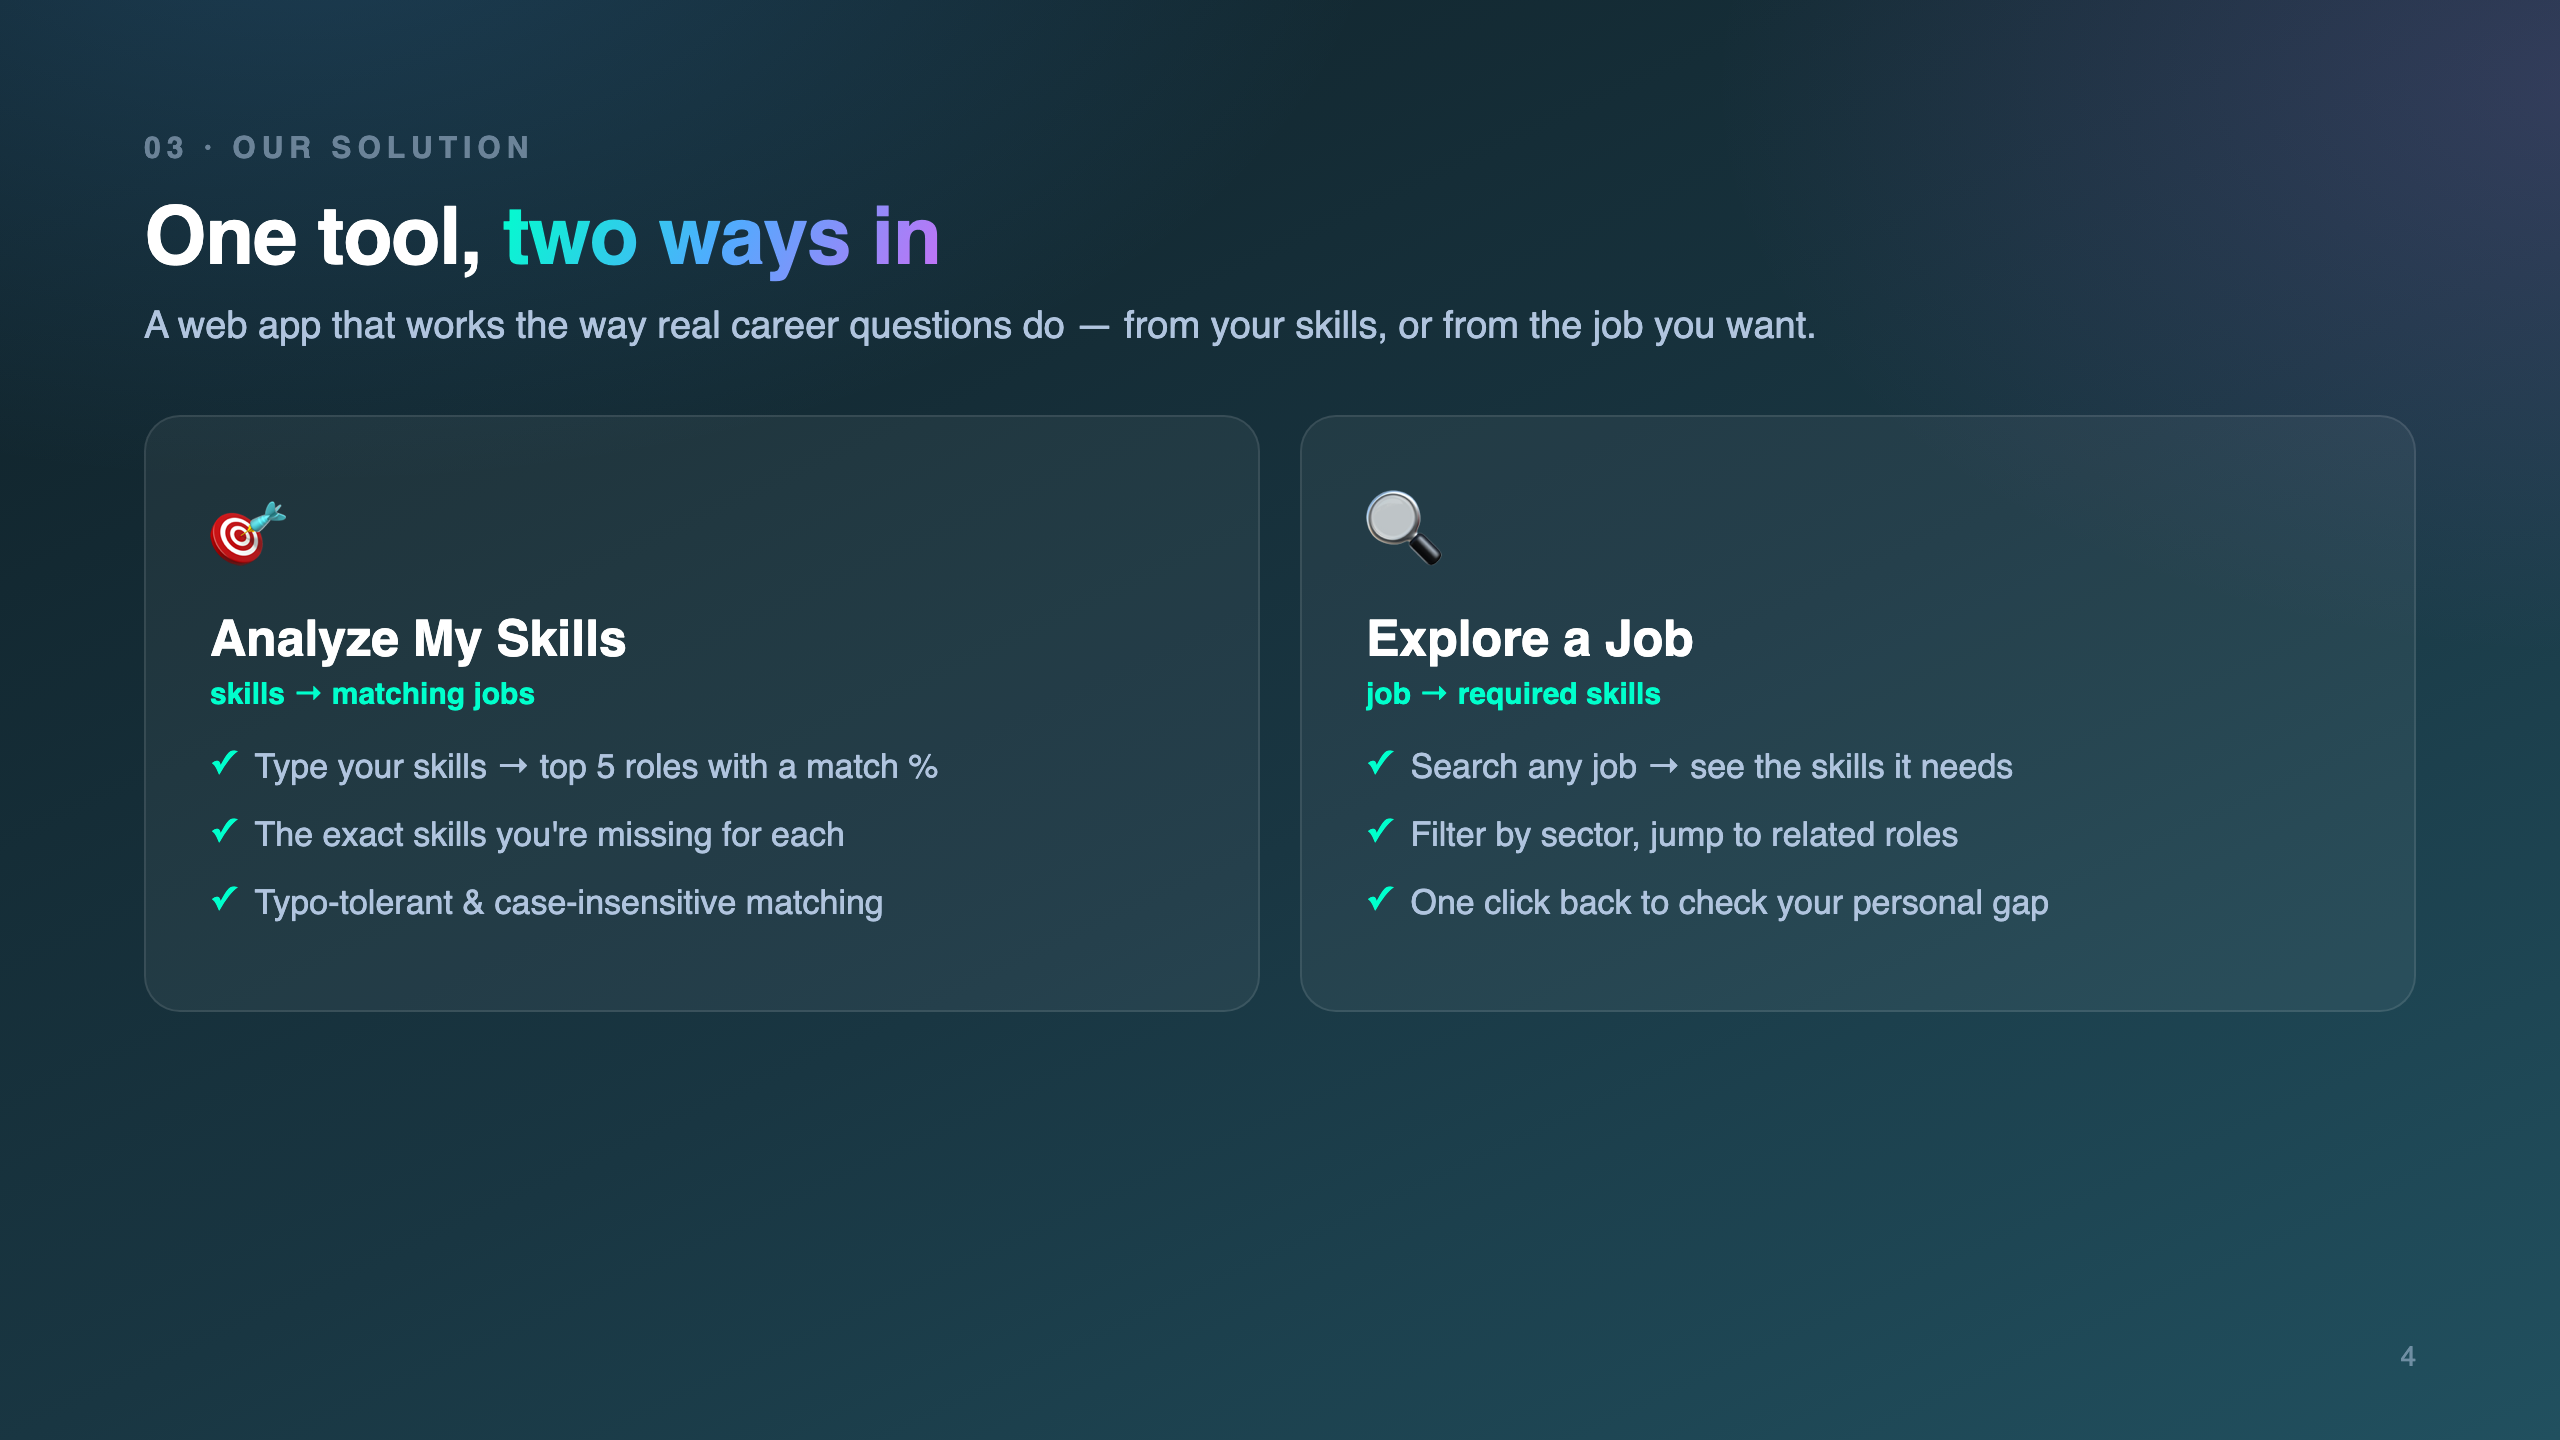 03 · OUR SOLUTION
One tool, two ways in
A web app that works the way real career questions do — from your skills, or from the job you want.
Analyze My Skills
skills → matching jobs
✓ Type your skills → top 5 roles with a match %
✓ The exact skills you're missing for each
✓ Typo-tolerant & case-insensitive matching
Explore a Job
job → required skills
✓ Search any job → see the skills it needs
✓ Filter by sector, jump to related roles
✓ One click back to check your personal gap
4